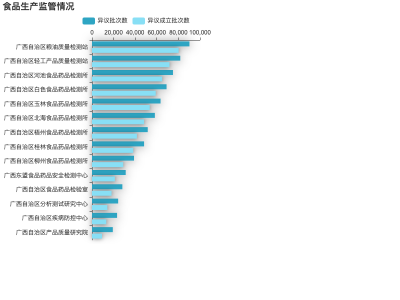 食品生产监管情况
异议批次数 异议成立批次数
0 20,000 40,000 60,000 80,000 100,000
广西自治区粮油质量检测站
广西自治区轻工产品质量检测站
广西自治区河池食品药品检测所
广西自治区百色食品药品检测所
广西自治区玉林食品药品检测所
广西自治区北海食品药品检测所
广西自治区梧州食品药品检测所
广西自治区桂林食品药品检测所
广西自治区柳州食品药品检测所
广西东盟食品药品安全检测中心
广西自治区食品药品检验室
广西自治区分析测试研究中心
广西自治区疾病防控中心
广西自治区产品质量研究院